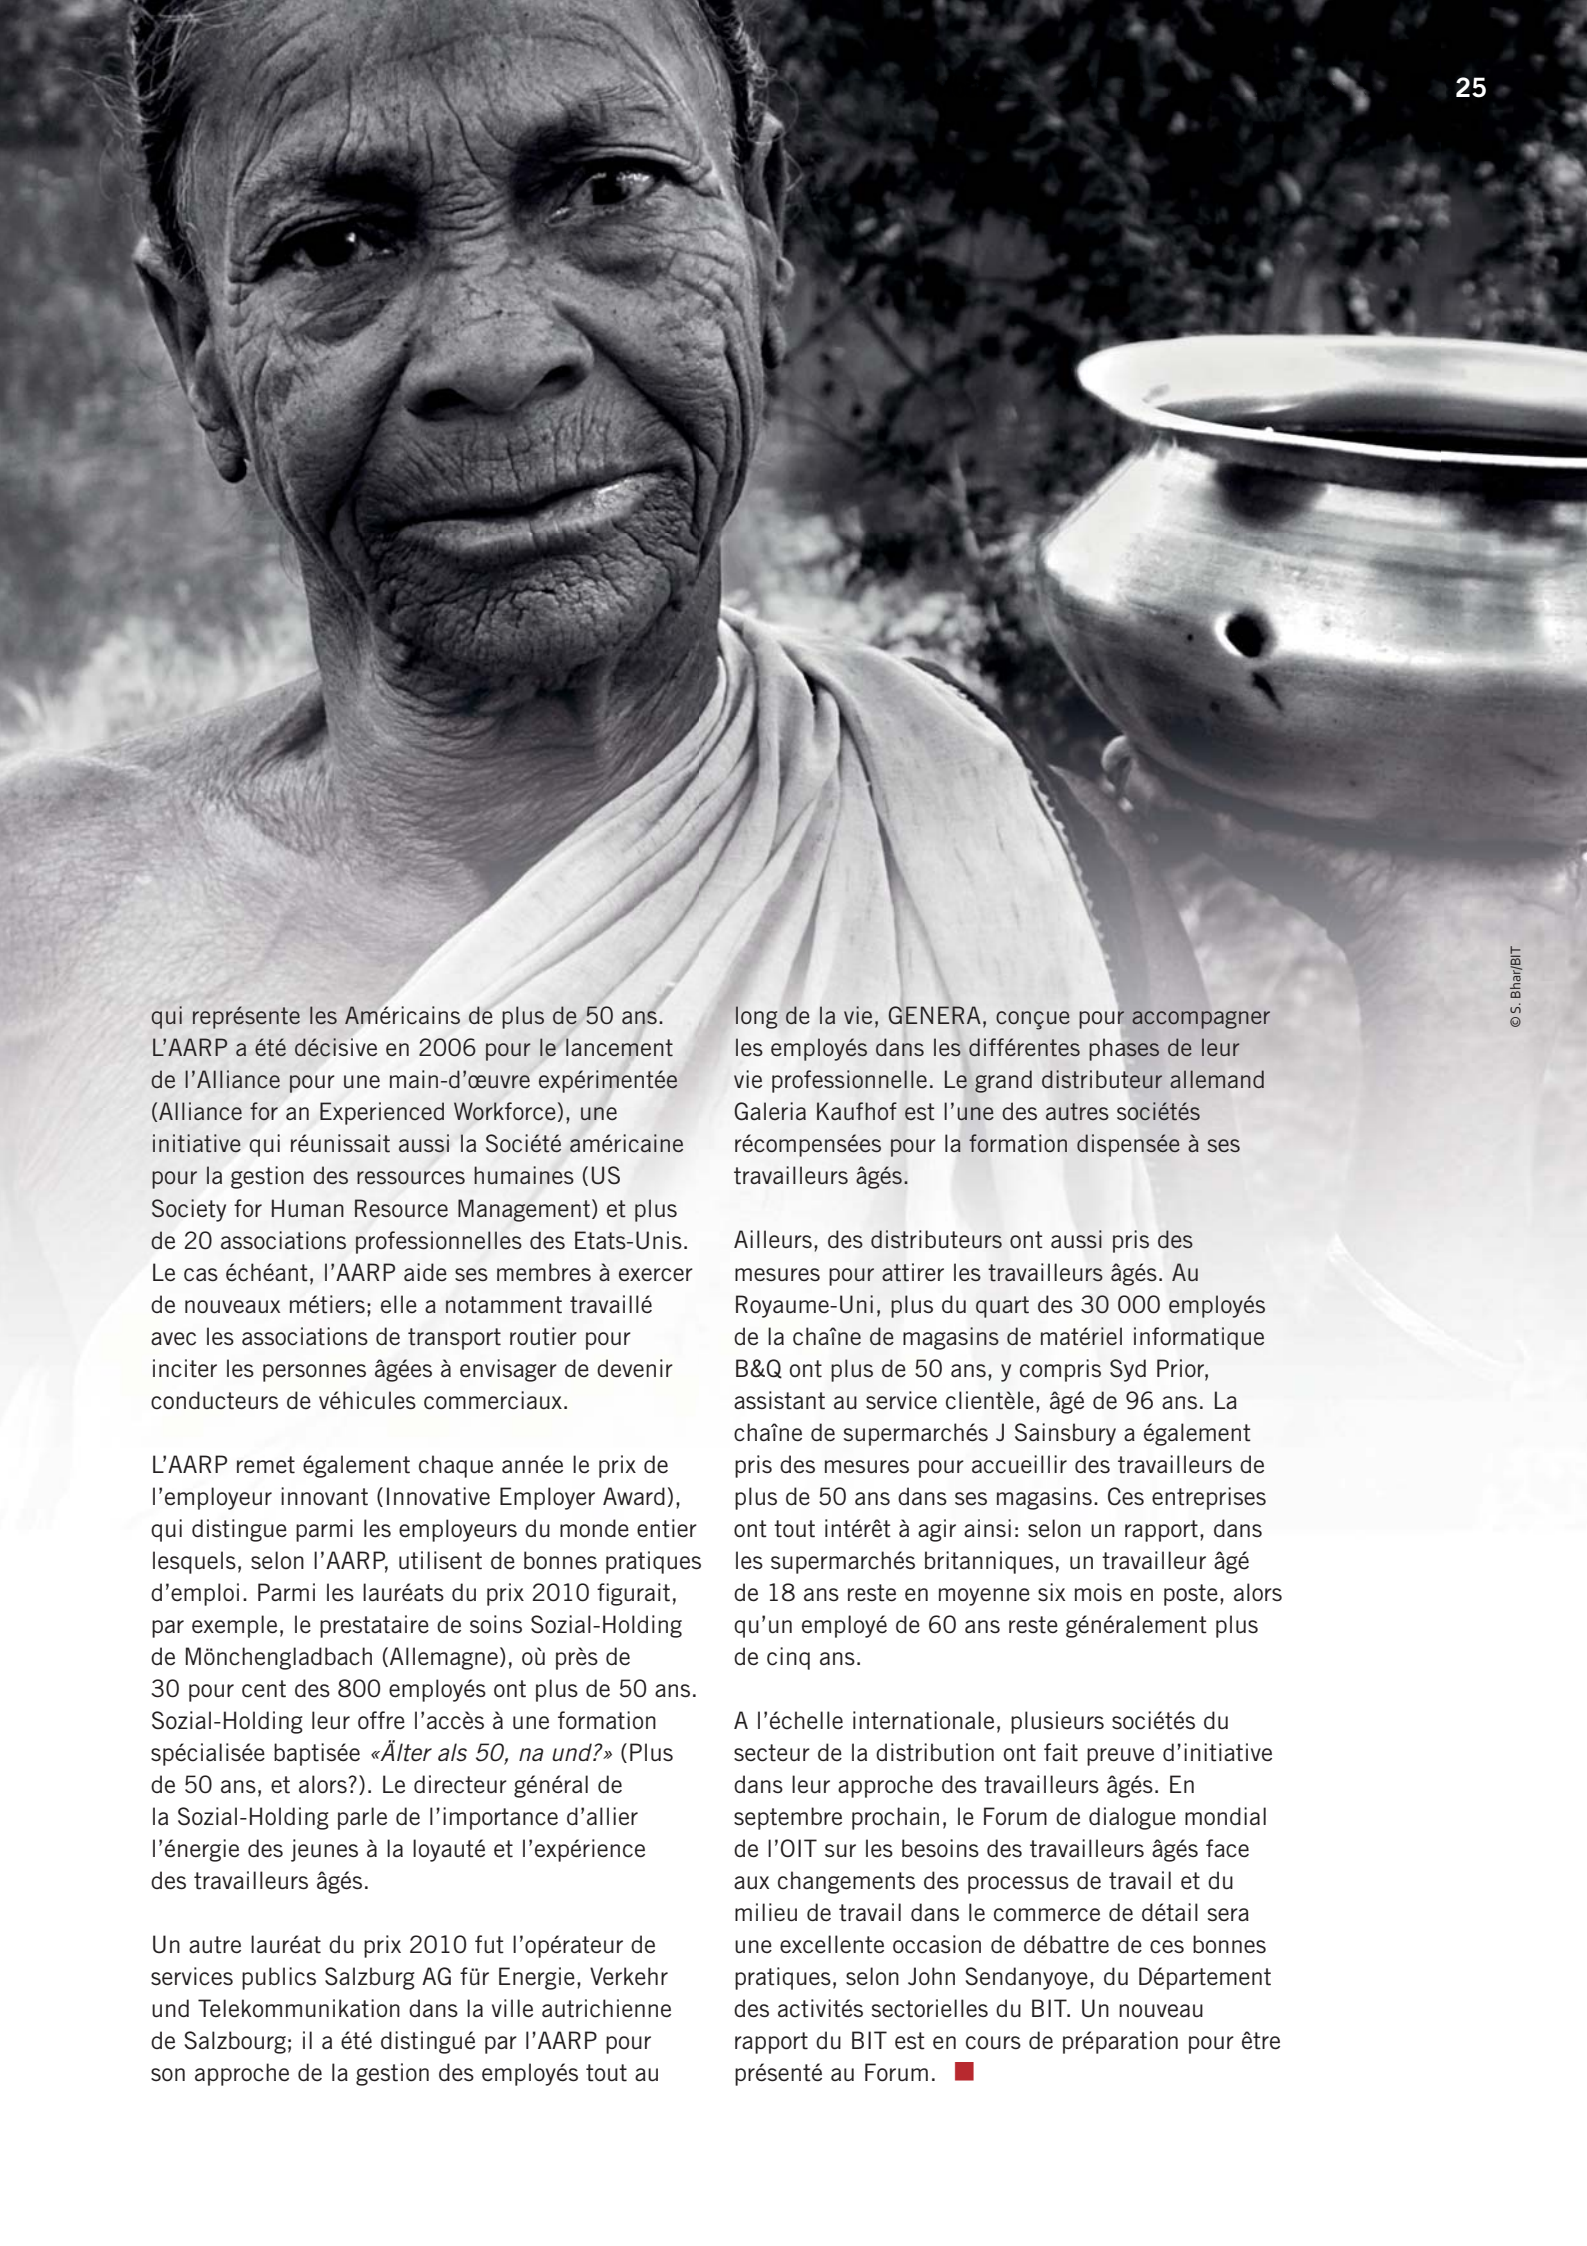 25
© S. Bhar/BIT
qui représente les Américains de plus de 50 ans.
L'AARP a été décisive en 2006 pour le lancement
de l'Alliance pour une main-d'œuvre expérimentée
(Alliance for an Experienced Workforce), une
initiative qui réunissait aussi la Société américaine
pour la gestion des ressources humaines (US
Society for Human Resource Management) et plus
de 20 associations professionnelles des Etats-Unis.
Le cas échéant, l'AARP aide ses membres à exercer
de nouveaux métiers; elle a notamment travaillé
avec les associations de transport routier pour
inciter les personnes âgées à envisager de devenir
conducteurs de véhicules commerciaux.
L'AARP remet également chaque année le prix de
l'employeur innovant (Innovative Employer Award),
qui distingue parmi les employeurs du monde entier
lesquels, selon l'AARP, utilisent de bonnes pratiques
d'emploi. Parmi les lauréats du prix 2010 figurait,
par exemple, le prestataire de soins Sozial-Holding
de Mönchengladbach (Allemagne), où près de
30 pour cent des 800 employés ont plus de 50 ans.
Sozial-Holding leur offre l'accès à une formation
spécialisée baptisée «Älter als 50, na und?» (Plus
de 50 ans, et alors?). Le directeur général de
la Sozial-Holding parle de l'importance d'allier
l'énergie des jeunes à la loyauté et l'expérience
des travailleurs âgés.
Un autre lauréat du prix 2010 fut l'opérateur de
services publics Salzburg AG für Energie, Verkehr
und Telekommunikation dans la ville autrichienne
de Salzbourg; il a été distingué par l'AARP pour
son approche de la gestion des employés tout au
long de la vie, GENERA, conçue pour accompagner
les employés dans les différentes phases de leur
vie professionnelle. Le grand distributeur allemand
Galeria Kaufhof est l'une des autres sociétés
récompensées pour la formation dispensée à ses
travailleurs âgés.
Ailleurs, des distributeurs ont aussi pris des
mesures pour attirer les travailleurs âgés. Au
Royaume-Uni, plus du quart des 30 000 employés
de la chaîne de magasins de matériel informatique
B&Q ont plus de 50 ans, y compris Syd Prior,
assistant au service clientèle, âgé de 96 ans. La
chaîne de supermarchés J Sainsbury a également
pris des mesures pour accueillir des travailleurs de
plus de 50 ans dans ses magasins. Ces entreprises
ont tout intérêt à agir ainsi: selon un rapport, dans
les supermarchés britanniques, un travailleur âgé
de 18 ans reste en moyenne six mois en poste, alors
qu'un employé de 60 ans reste généralement plus
de cinq ans.
A l'échelle internationale, plusieurs sociétés du
secteur de la distribution ont fait preuve d'initiative
dans leur approche des travailleurs âgés. En
septembre prochain, le Forum de dialogue mondial
de l'OIT sur les besoins des travailleurs âgés face
aux changements des processus de travail et du
milieu de travail dans le commerce de détail sera
une excellente occasion de débattre de ces bonnes
pratiques, selon John Sendanyoye, du Département
des activités sectorielles du BIT. Un nouveau
rapport du BIT est en cours de préparation pour être
présenté au Forum.